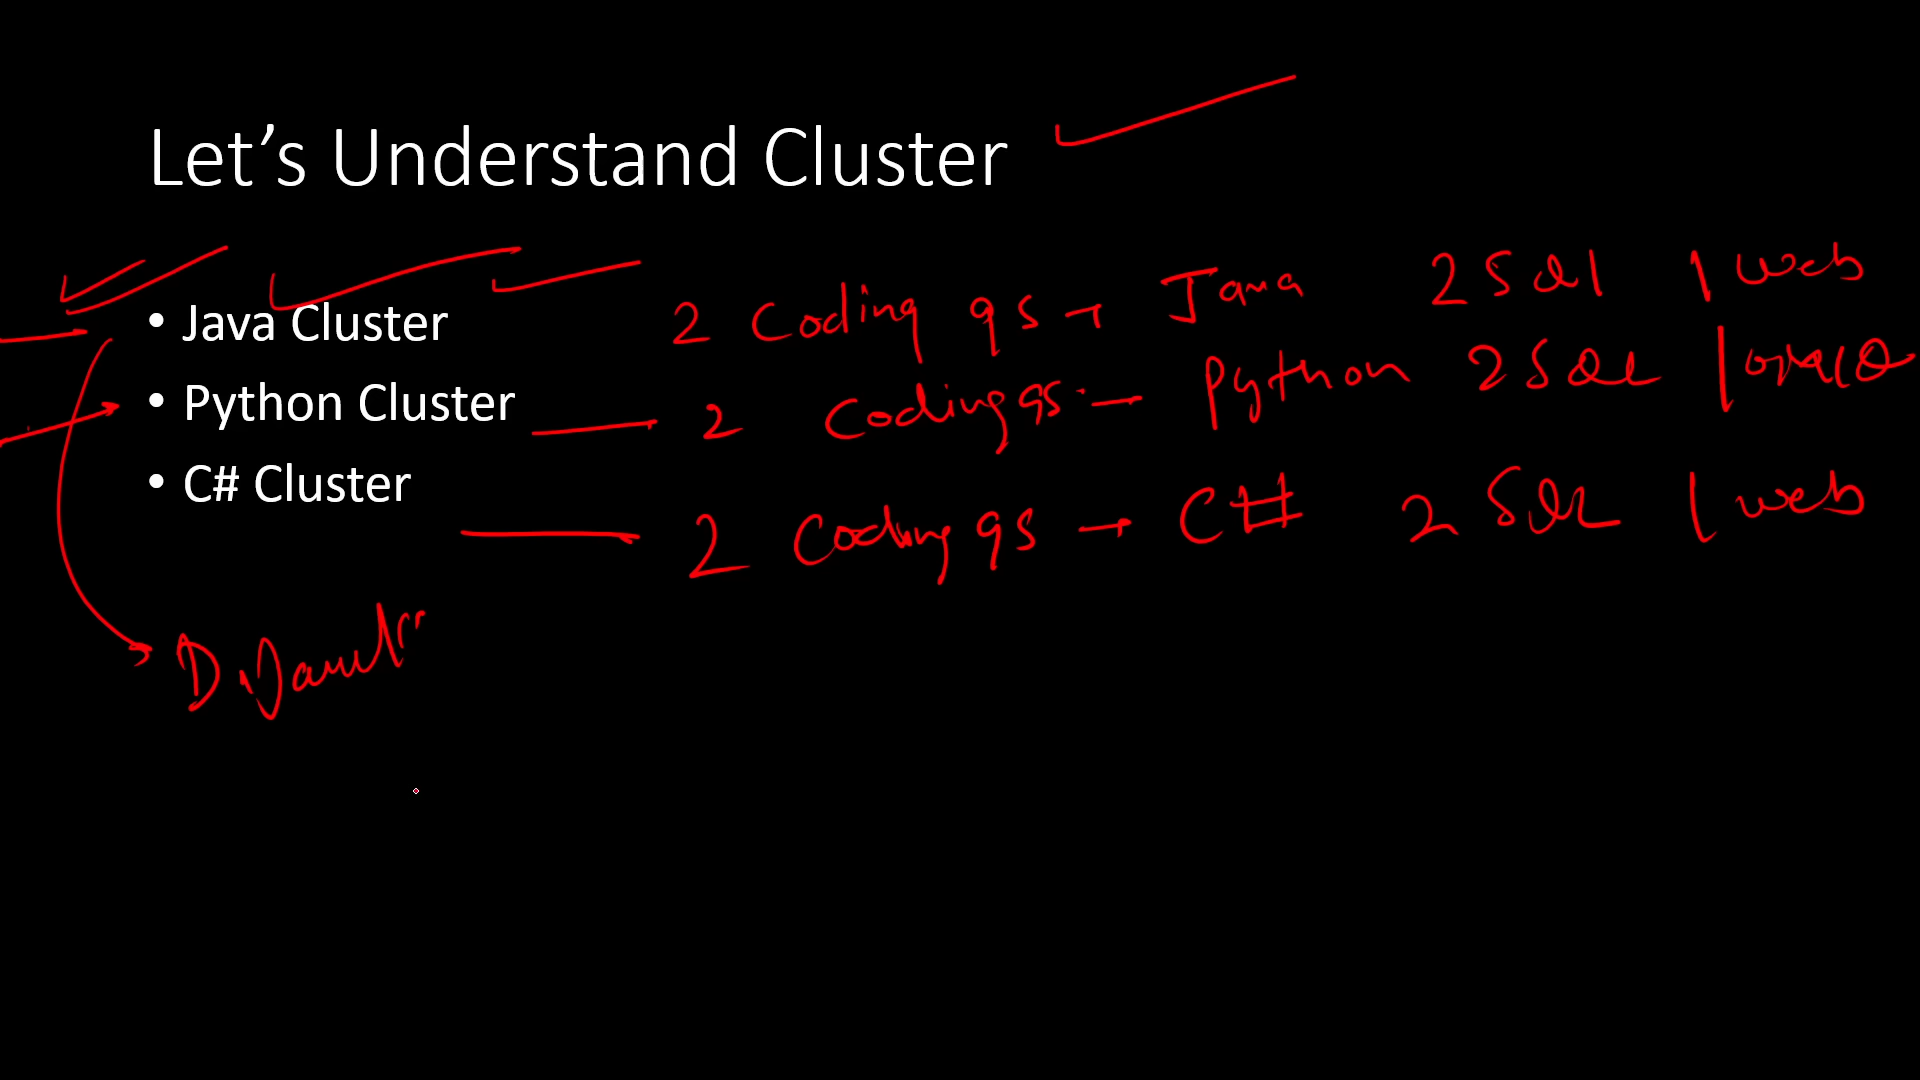 Let’s Understand Cluster
• Java Cluster 2 Coding qs → Java 2 SQL 1 web
• Python Cluster — 2 Coding qs — Python 2 SQL
• C# Cluster — 2 Coding qs → C# 2 SQL 1 web